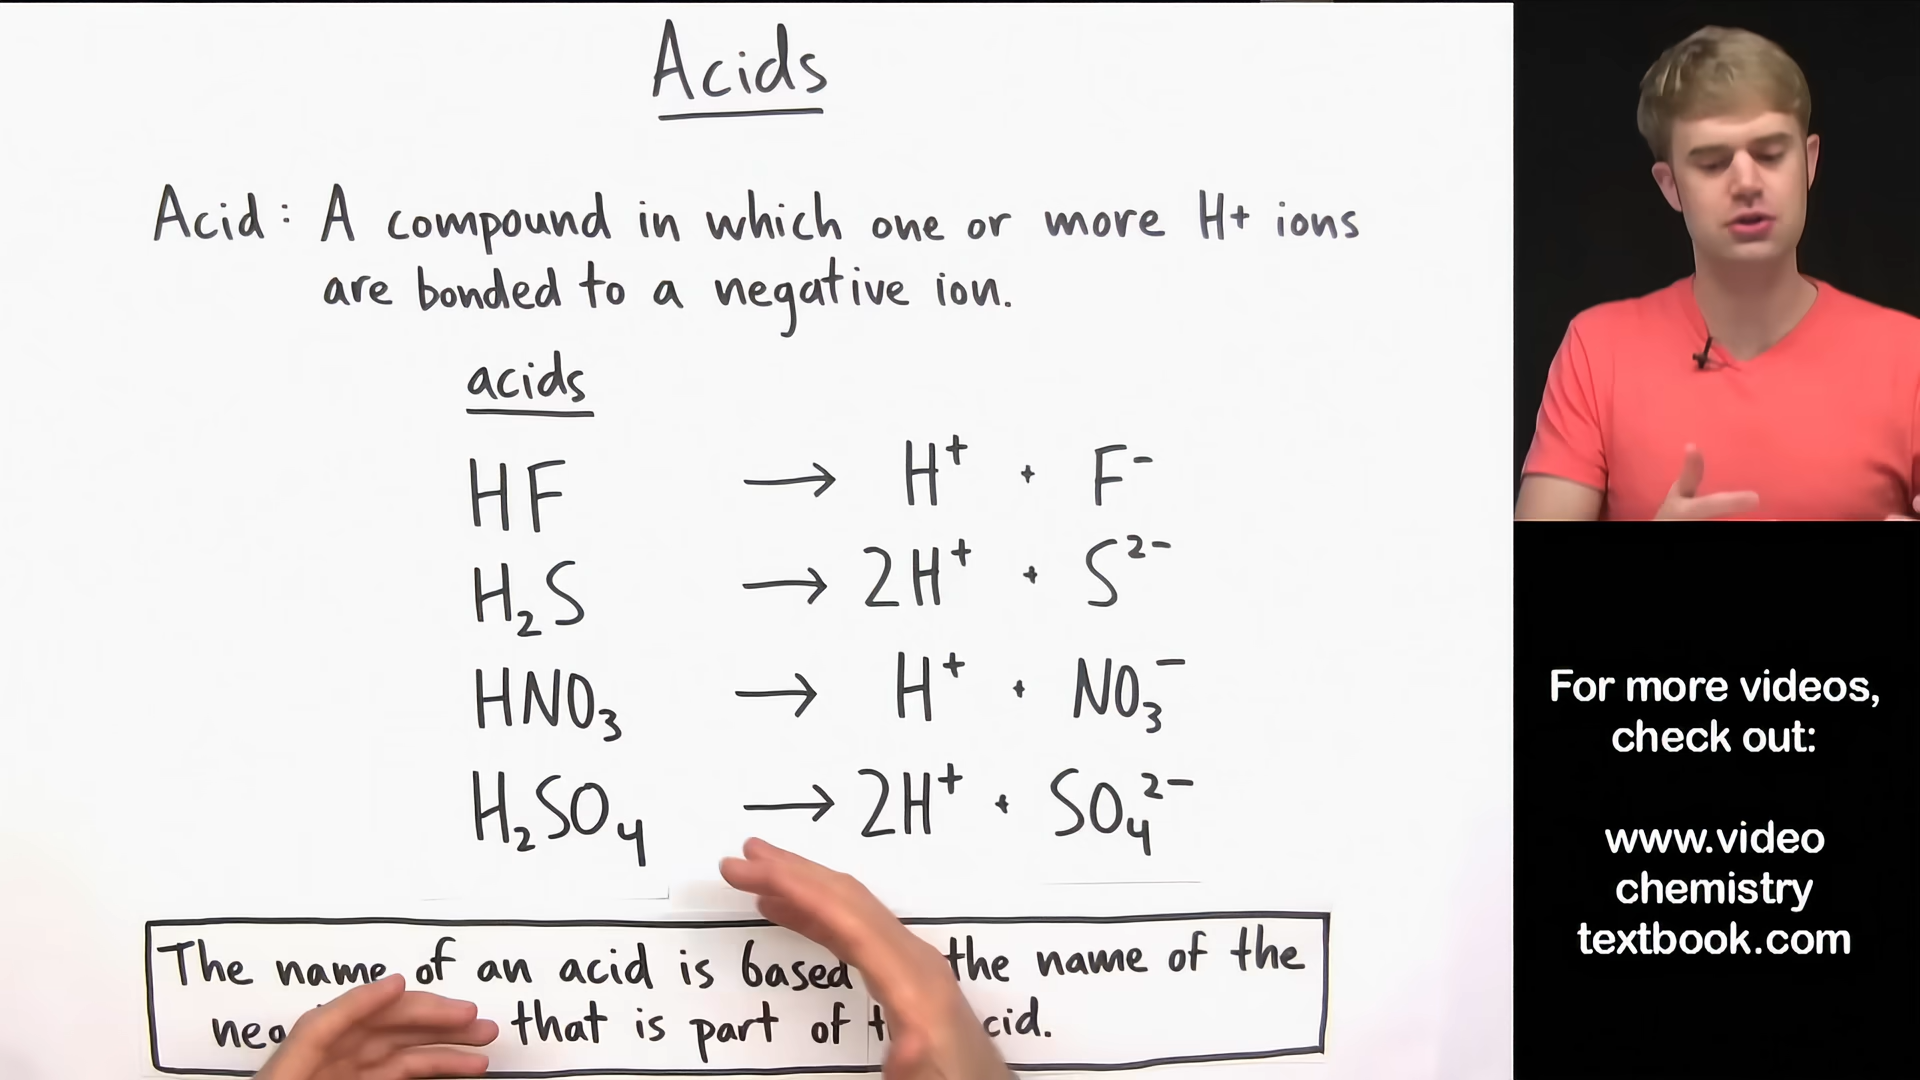 Acids
Acid: A compound in which one or more H+ ions
are bonded to a negative ion.
acids
HF → H⁺ + F⁻
H₂S → 2H⁺ + S²⁻
HNO₃ → H⁺ + NO₃⁻
H₂SO₄ → 2H⁺ + SO₄²⁻
The name of an acid is based the name of the
that is part of
For more videos,
check out:
www.video
chemistry
textbook.com